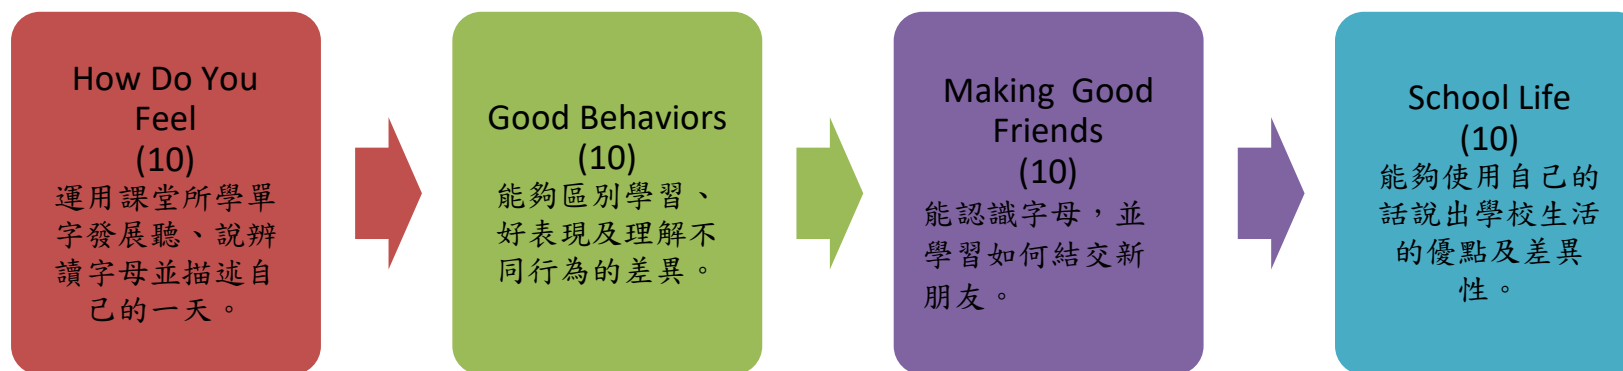 How Do You
Feel
(10)
運用課堂所學單
字發展聽、說辨
讀字母並描述自
己的一天。
Good Behaviors
(10)
能夠區別學習、
好表現及理解不
同行為的差異。
Making Good
Friends
(10)
能認識字母，並
學習如何結交新
朋友。
School Life
(10)
能夠使用自己的
話說出學校生活
的優點及差異
性。